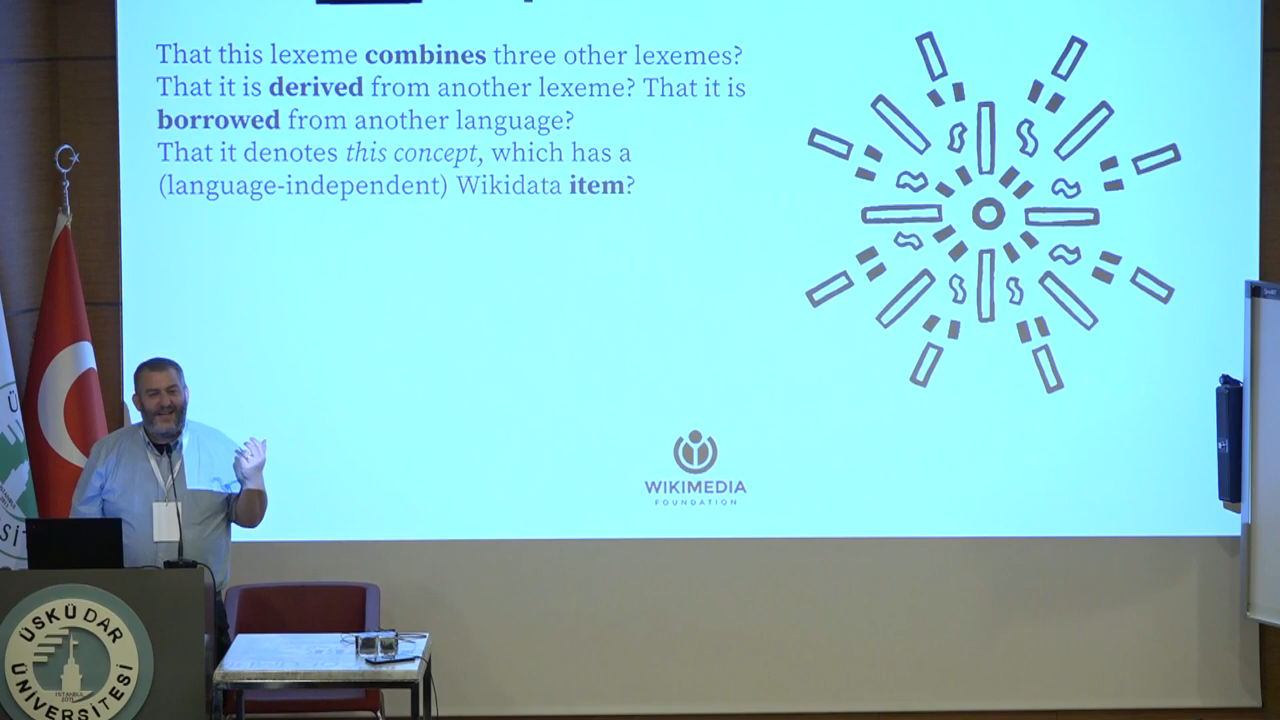 That this lexeme combines three other lexemes?
That it is derived from another lexeme? That it is
borrowed from another language?
That it denotes this concept, which has a
(language-independent) Wikidata item?
WIKIMEDIA
FOUNDATION
ÜSKÜDAR
ÜNİVERSİTESİ
İSTANBUL
2011